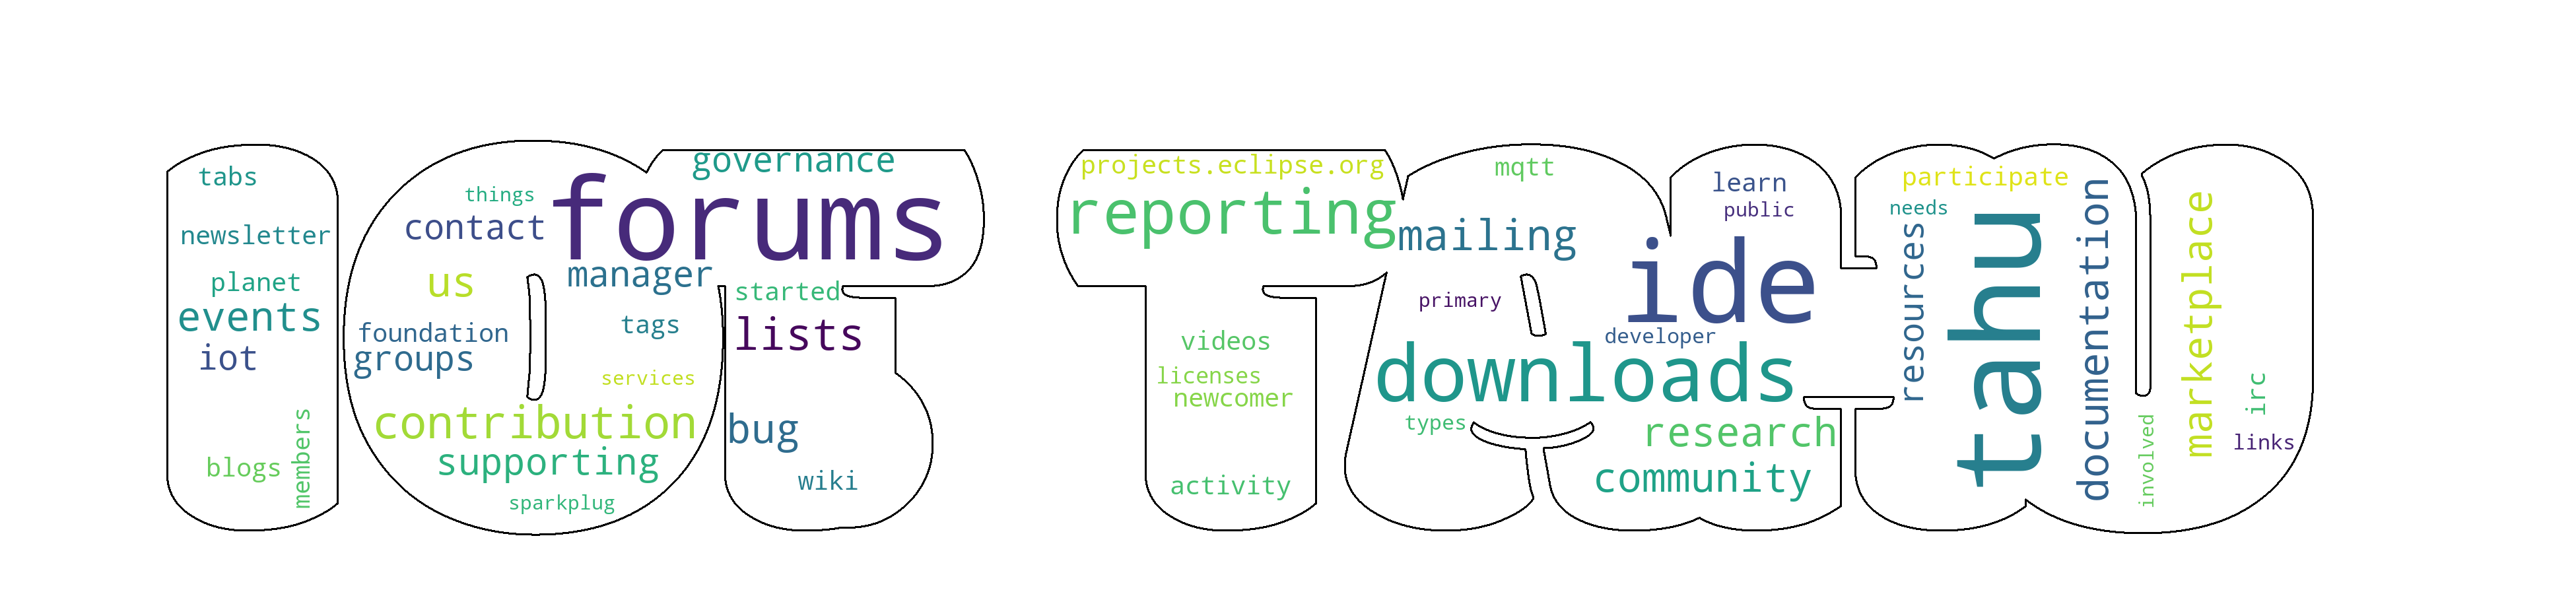 tabs
newsletter
planet
events
iot
blogs
members
things
contact
us
foundation
groups
contribution
supporting
sparkplug
services
tags
manager
forums
governance
started
lists
bug
wiki
projects.eclipse.org
reporting
videos
licenses
newcomer
activity
mqtt
mailing
primary
ide
developer
downloads
types
learn
public
research
community
participate
needs
resources
tahu
documentation
involved
marketplace
irc
links